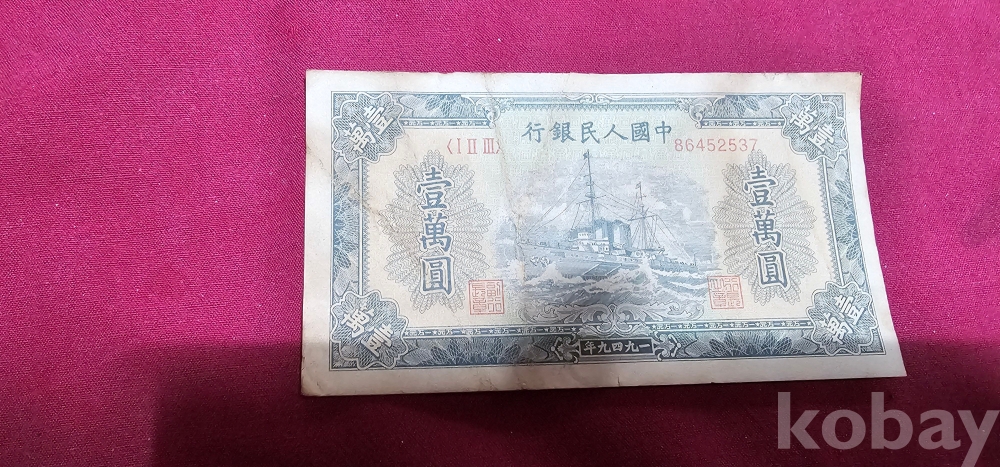 行銀民人國中
〈I II III〉 86452537
壹萬 壹萬
壹萬圓 壹萬圓
壹萬 壹萬
年九四九一
kobay